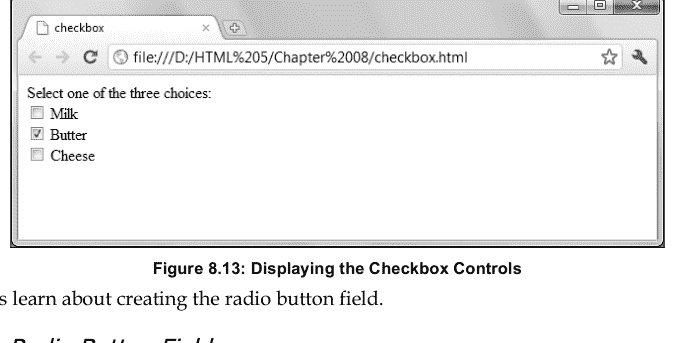 checkbox
file:///D:/HTML%205/Chapter%2008/checkbox.html
Select one of the three choices:
Milk
Butter
Cheese
Figure 8.13: Displaying the Checkbox Controls
s learn about creating the radio button field.
Radio Button Field